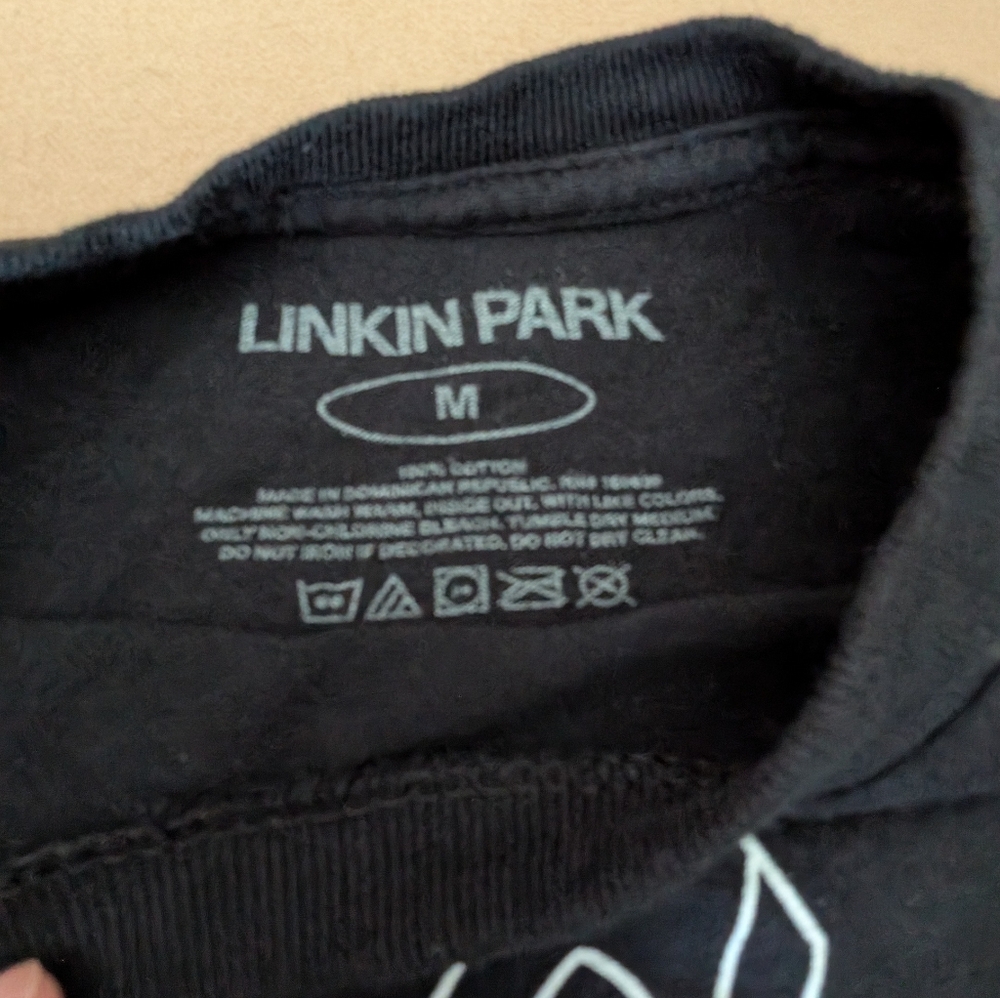 LINKIN PARK
M
100% COTTON
MADE IN DOMINICAN REPUBLIC. RN#
MACHINE WASH WARM, INSIDE OUT, WITH LIKE COLORS.
ONLY NON-CHLORINE BLEACH. TUMBLE DRY MEDIUM.
DO NOT IRON IF DECORATED. DO NOT DRY CLEAN.